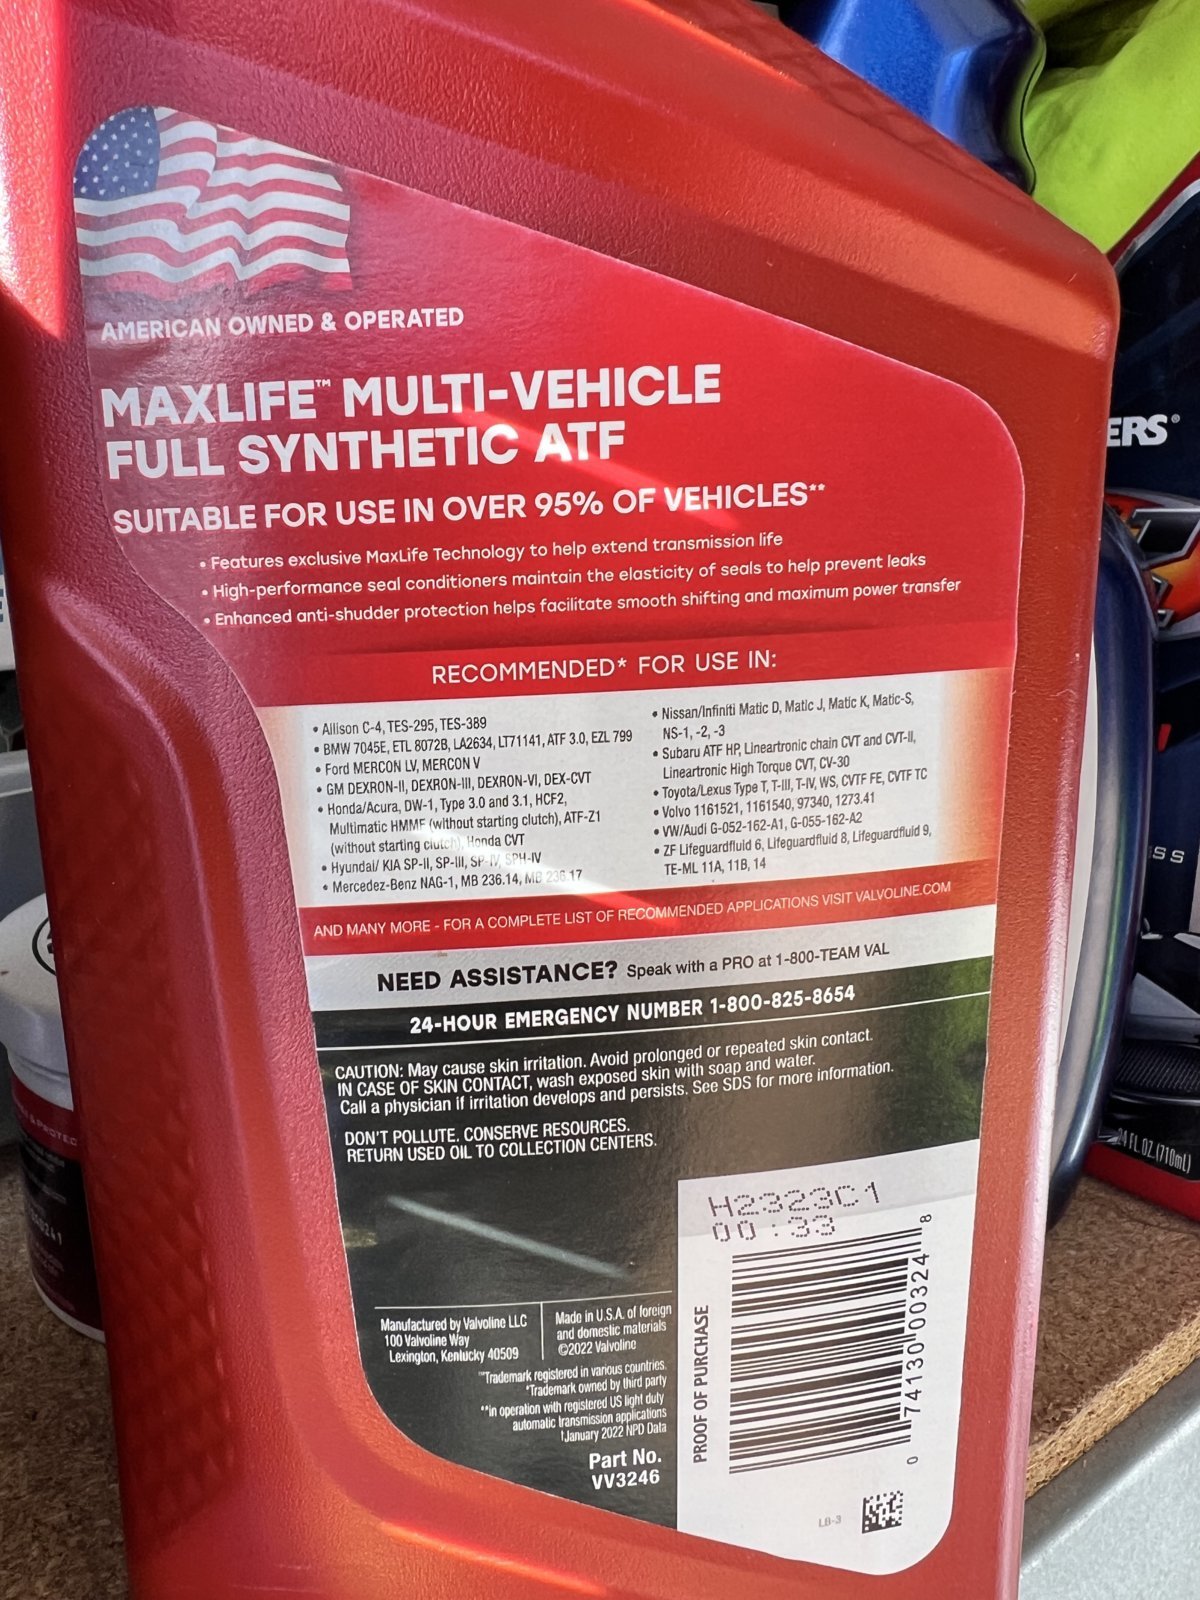 AMERICAN OWNED & OPERATED
MAXLIFE™ MULTI-VEHICLE
FULL SYNTHETIC ATF
SUITABLE FOR USE IN OVER 95% OF VEHICLES**
• Features exclusive MaxLife Technology to help extend transmission life
• High-performance seal conditioners maintain the elasticity of seals to help prevent leaks
• Enhanced anti-shudder protection helps facilitate smooth shifting and maximum power transfer
RECOMMENDED* FOR USE IN:
• Allison C-4, TES-295, TES-389
• BMW 7045E, ETL 8072B, LA2634, LT71141, ATF 3.0, EZL 799
• Ford MERCON LV, MERCON V
• GM DEXRON-II, DEXRON-III, DEXRON-VI, DEX-CVT
• Honda/Acura, DW-1, Type 3.0 and 3.1, HCF2,
Multimatic HMMF (without starting clutch), ATF-Z1
(without starting clutch), Honda CVT
• Hyundai/ KIA SP-II, SP-III, SP-IV, SPH-IV
• Mercedez-Benz NAG-1, MB 236.14, MB 236.17
• Nissan/Infiniti Matic D, Matic J, Matic K, Matic-S,
NS-1, -2, -3
• Subaru ATF HP, Lineartronic chain CVT and CVT-II,
Lineartronic High Torque CVT, CV-30
• Toyota/Lexus Type T, T-III, T-IV, WS, CVTF FE, CVTF TC
• Volvo 1161521, 1161540, 97340, 1273.41
• VW/Audi G-052-162-A1, G-055-162-A2
• ZF Lifeguardfluid 6, Lifeguardfluid 8, Lifeguardfluid 9,
TE-ML 11A, 11B, 14
AND MANY MORE - FOR A COMPLETE LIST OF RECOMMENDED APPLICATIONS VISIT VALVOLINE.COM
NEED ASSISTANCE? Speak with a PRO at 1-800-TEAM VAL
24-HOUR EMERGENCY NUMBER 1-800-825-8654
CAUTION: May cause skin irritation. Avoid prolonged or repeated skin contact.
IN CASE OF SKIN CONTACT, wash exposed skin with soap and water.
Call a physician if irritation develops and persists. See SDS for more information.
DON'T POLLUTE. CONSERVE RESOURCES.
RETURN USED OIL TO COLLECTION CENTERS.
H2323C1
00:33
PROOF OF PURCHASE
0 74130 00324 8
LB-3
Manufactured by Valvoline LLC
100 Valvoline Way
Lexington, Kentucky 40509
Made in U.S.A. of foreign
and domestic materials
©2022 Valvoline
™Trademark registered in various countries.
*Trademark owned by third party
**in operation with registered US light duty
automatic transmission applications
†January 2022 NPD Data
Part No.
VV3246
ERS®
SS
24 FL.OZ.(710mL)
& PROTEC